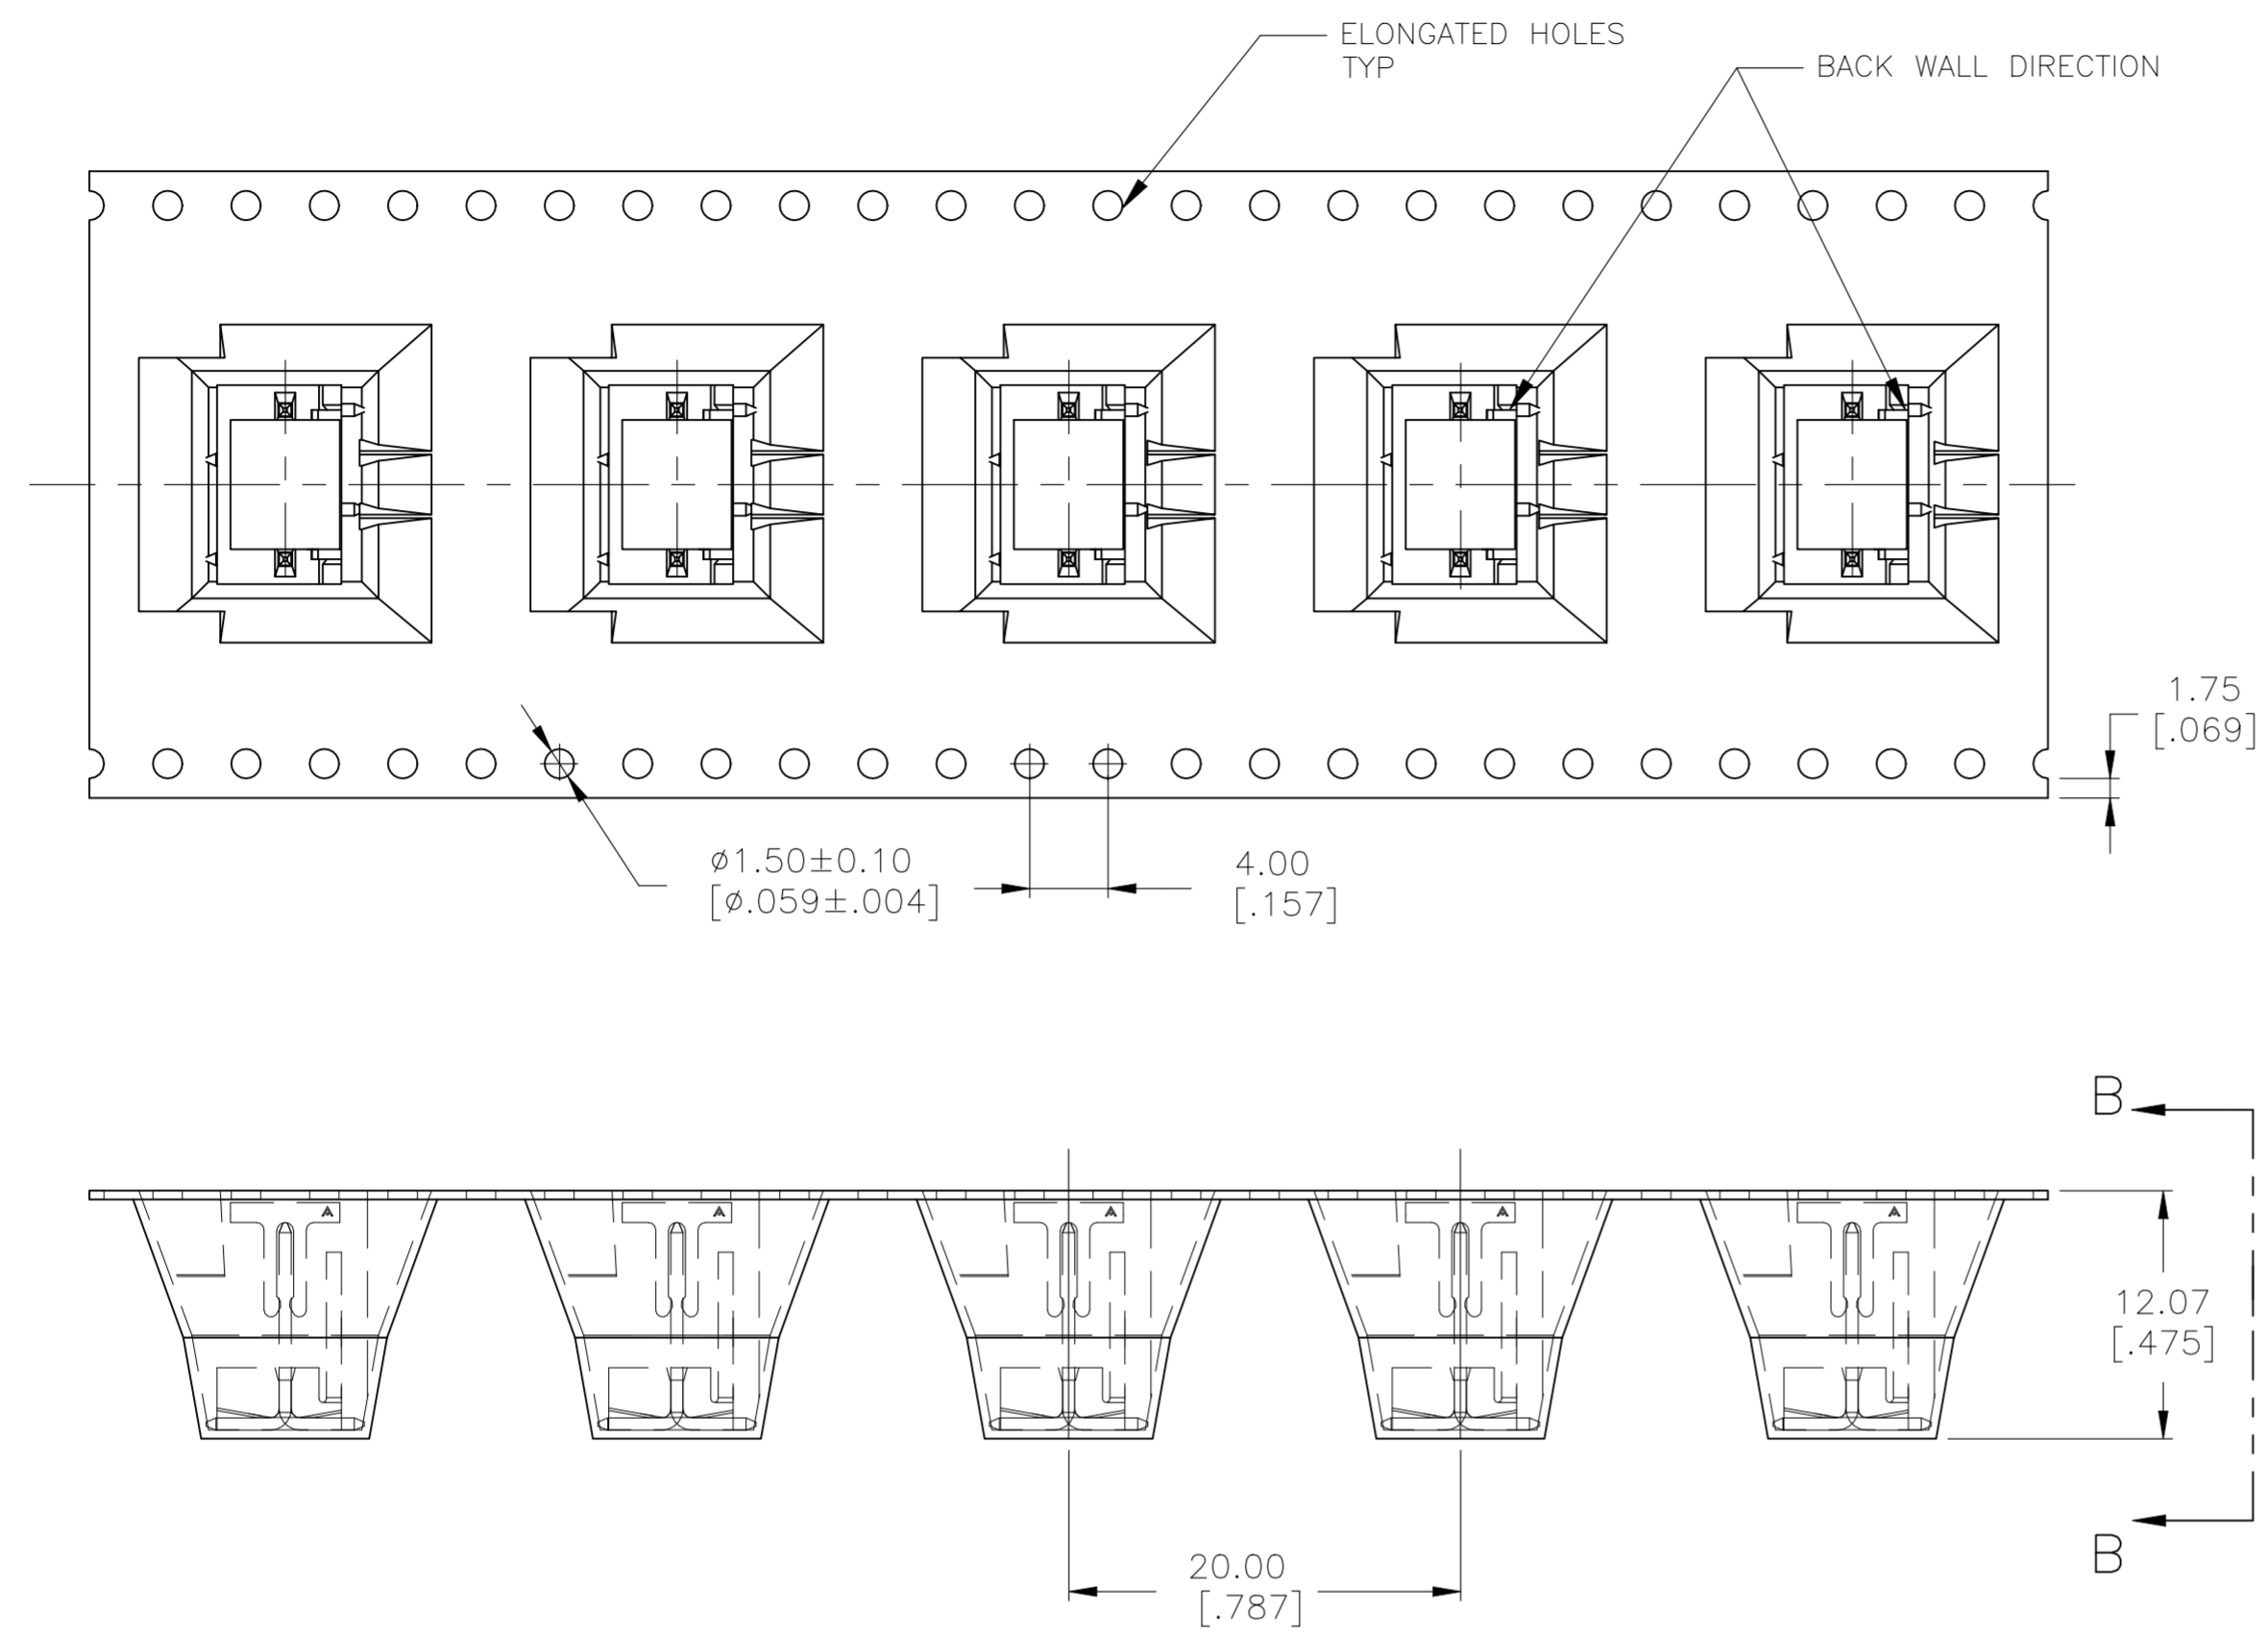 ELONGATED HOLES
TYP
BACK WALL DIRECTION
1.75
[.069]
⌀1.50±0.10
[⌀.059±.004]
4.00
[.157]
B
12.07
[.475]
B
20.00
[.787]